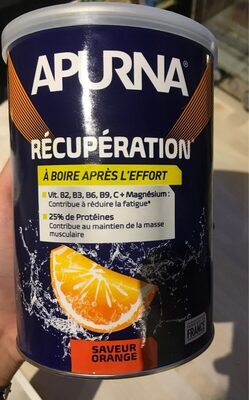 APURNA®
RÉCUPÉRATION
À BOIRE APRÈS L'EFFORT
Vit. B2, B3, B6, B9, C + Magnésium :
Contribue à réduire la fatigue*
25% de Protéines
Contribue au maintien de la masse
musculaire
SAVEUR
ORANGE
FRANCE